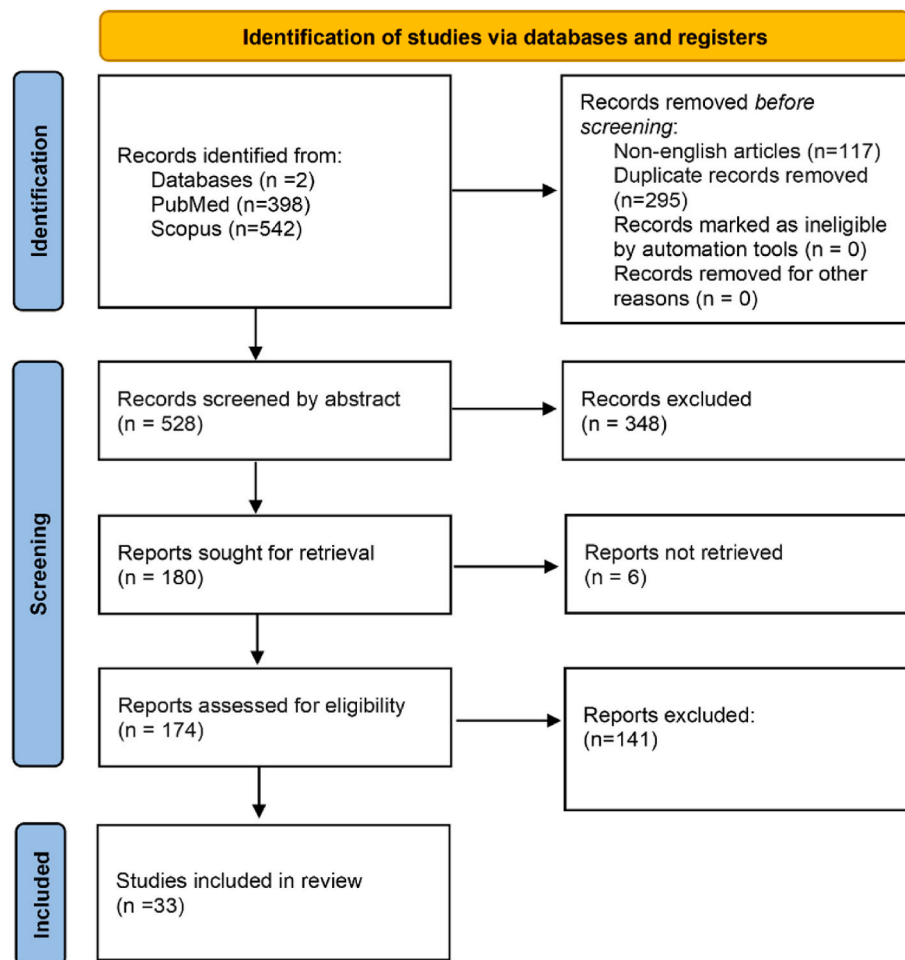 Identification of studies via databases and registers
Identification
Records identified from:
Databases (n =2)
PubMed (n=398)
Scopus (n=542)
Records removed before
screening:
Non-english articles (n=117)
Duplicate records removed
(n=295)
Records marked as ineligible
by automation tools (n = 0)
Records removed for other
reasons (n = 0)
Screening
Records screened by abstract
(n = 528)
Records excluded
(n = 348)
Reports sought for retrieval
(n = 180)
Reports not retrieved
(n = 6)
Reports assessed for eligibility
(n = 174)
Reports excluded:
(n=141)
Included
Studies included in review
(n =33)